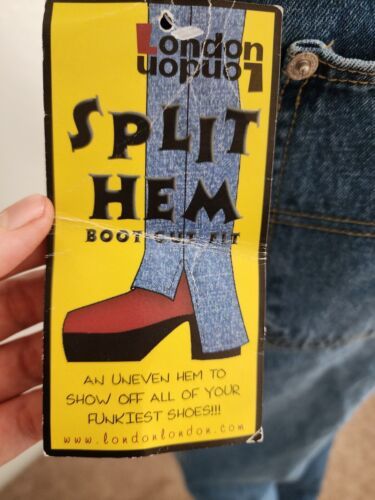 London
London
SPLIT
HEM
BOOT CUT FIT
AN UNEVEN HEM TO
SHOW OFF ALL OF YOUR
FUNKIEST SHOES!!!
www.londonlondon.com